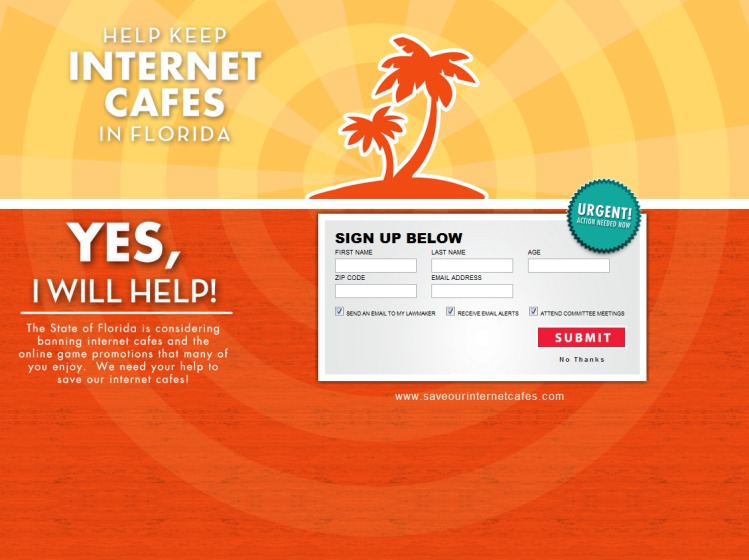 HELP KEEP
INTERNET
CAFES
IN FLORIDA
YES,
I WILL HELP!
The State of Florida is considering
banning internet cafes and the
online game promotions that many of
you enjoy.  We need your help to
save our internet cafes!
URGENT!
ACTION NEEDED NOW
SIGN UP BELOW
FIRST NAME LAST NAME AGE
ZIP CODE EMAIL ADDRESS
SEND AN EMAIL TO MY LAWMAKER RECEIVE EMAIL ALERTS ATTEND COMMITTEE MEETINGS
SUBMIT
No Thanks
www.saveourinternetcafes.com